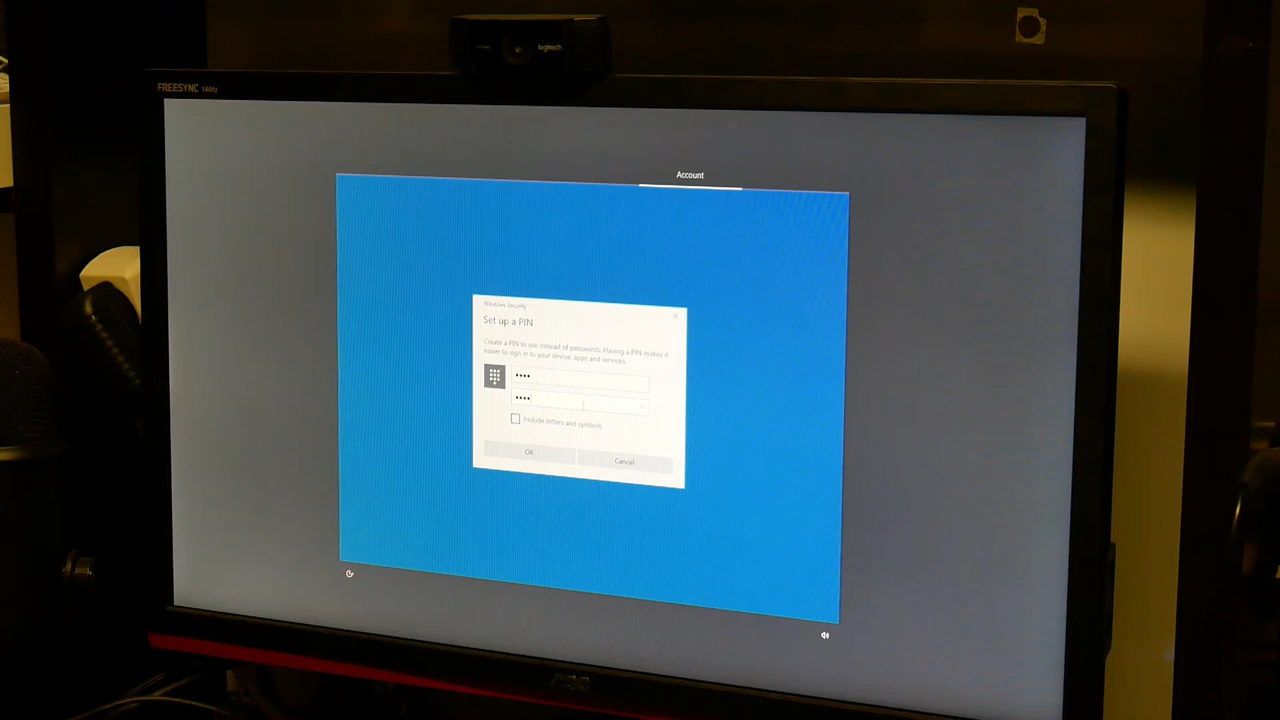 logitech
FREESYNC 144Hz
Account
Windows Security
Set up a PIN
Create a PIN to use instead of passwords. Having a PIN makes it
easier to sign in to your device, apps and services.
Include letters and symbols
OK
Cancel
AOC